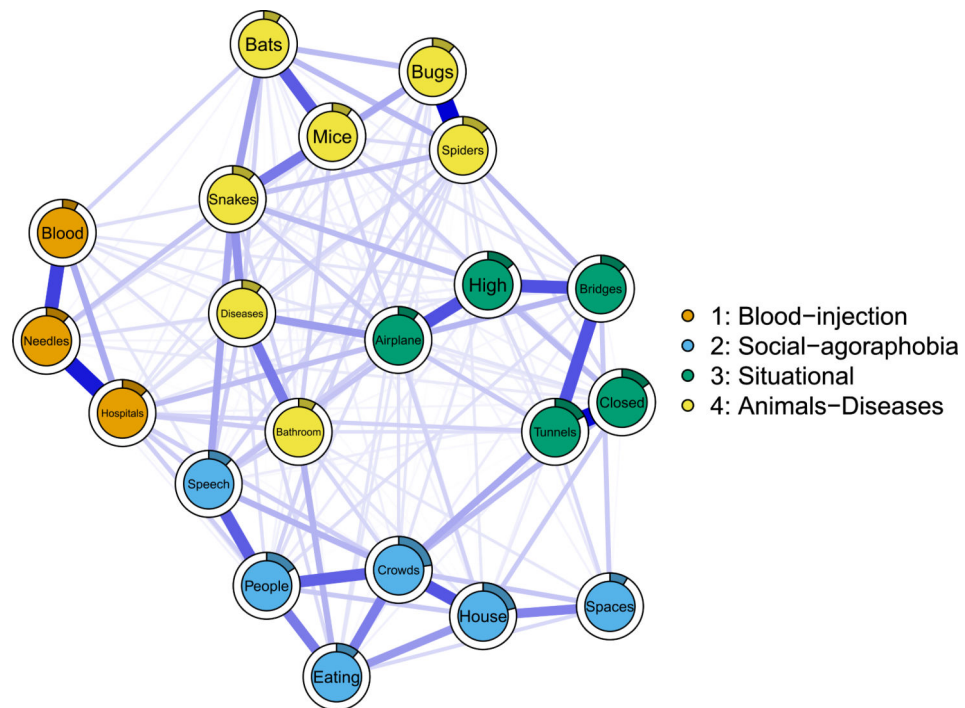 Bats
Bugs
Mice
Spiders
Snakes
Blood
High
Bridges
Diseases
Needles
Airplane
Closed
Hospitals
Bathroom
Tunnels
Speech
People
Crowds
House
Spaces
Eating
1: Blood−injection
2: Social−agoraphobia
3: Situational
4: Animals−Diseases